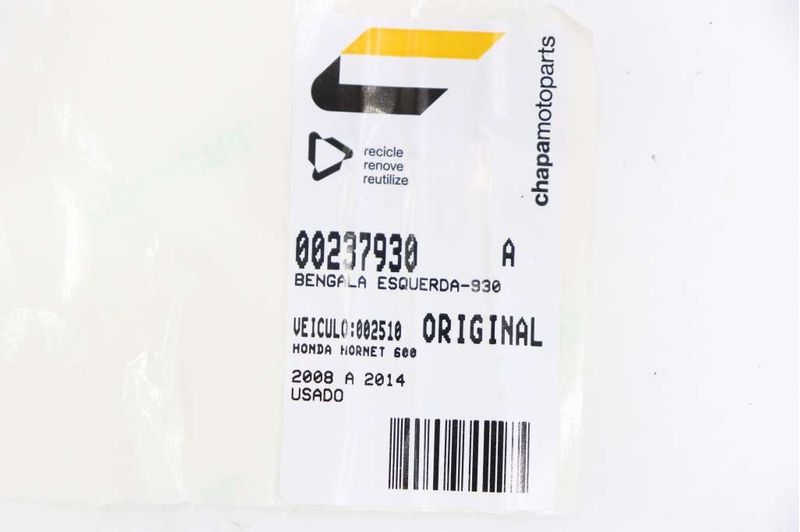 chapamotoparts
recicle
renove
reutilize
00237930 A
BENGALA ESQUERDA-930
VEICULO:002510 ORIGINAL
HONDA HORNET 600
2008 A 2014
USADO